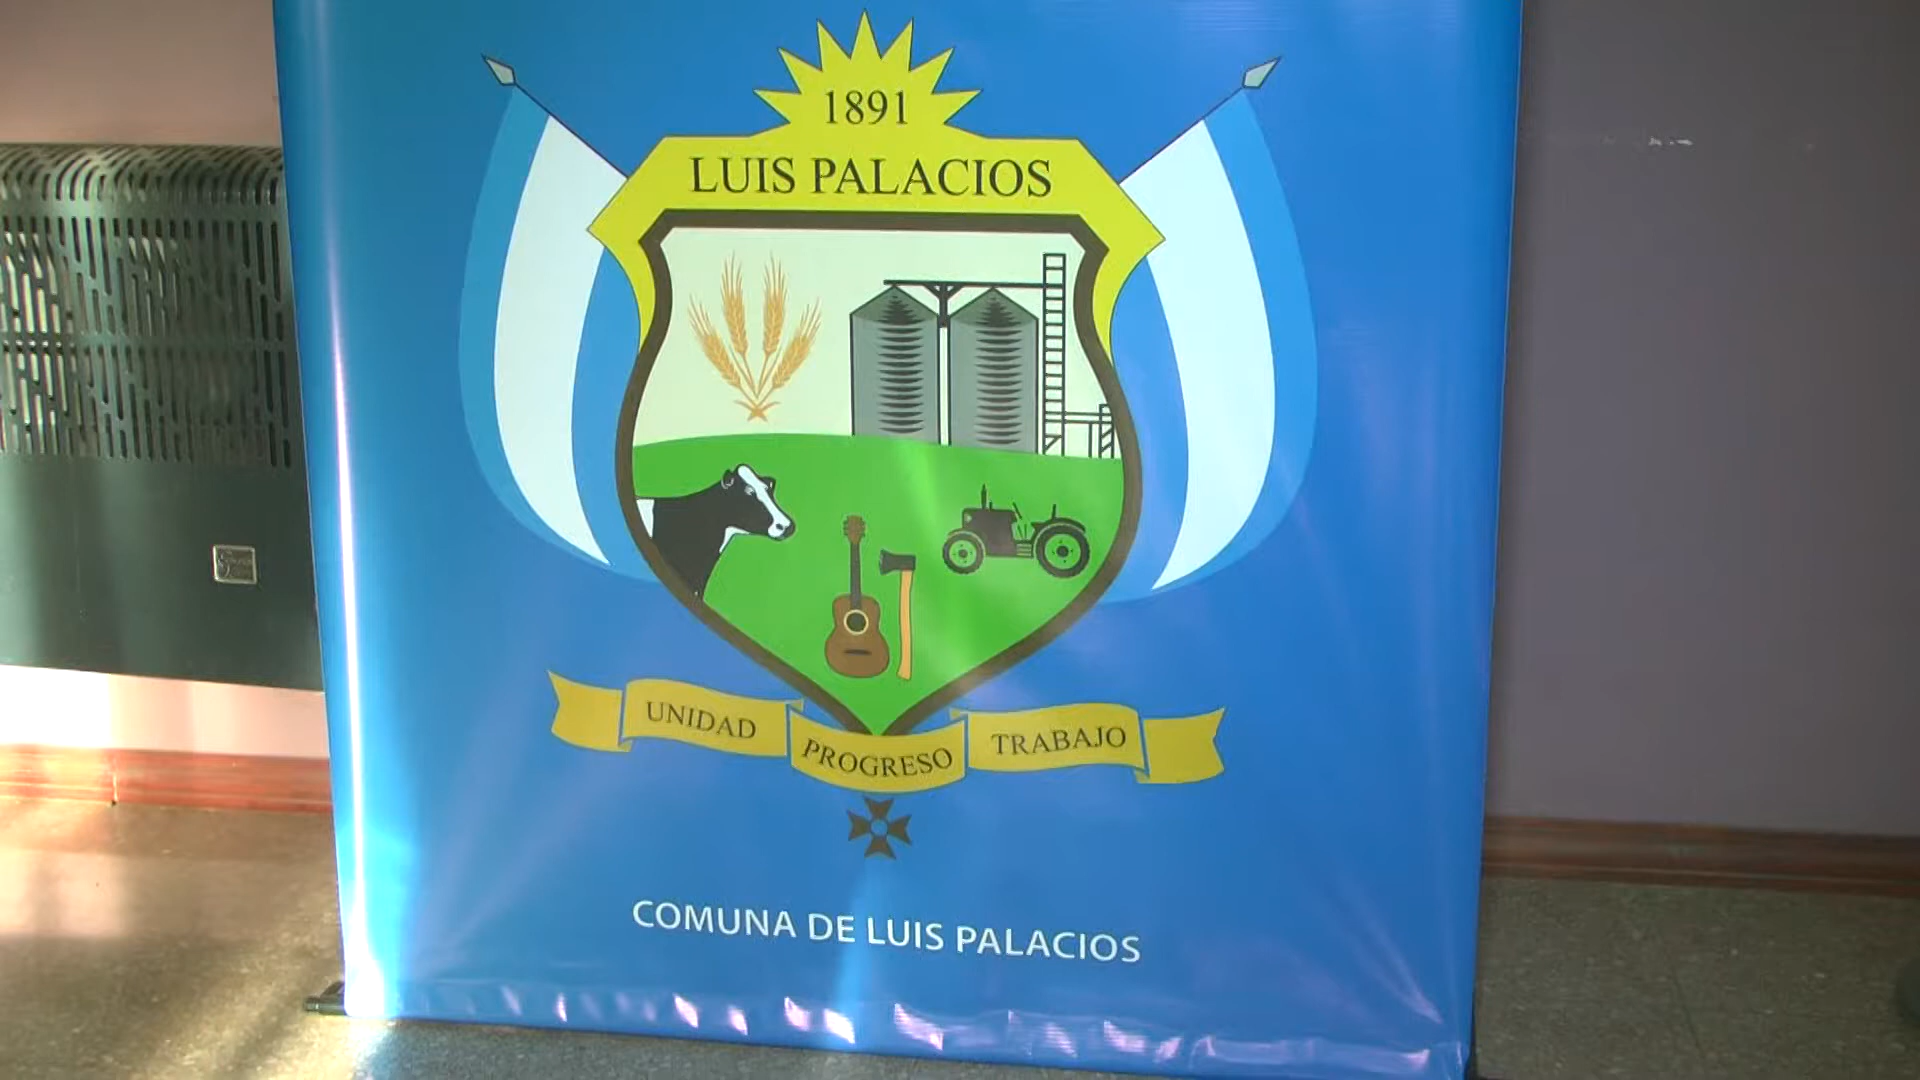 1891
LUIS PALACIOS
UNIDAD
PROGRESO
TRABAJO
COMUNA DE LUIS PALACIOS